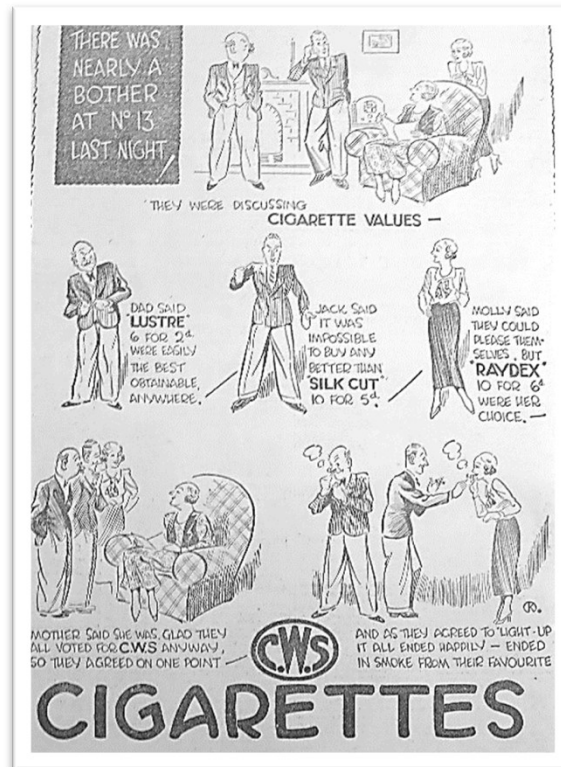 THERE WAS
NEARLY A
BOTHER
AT Nº 13
LAST NIGHT!
THEY WERE DISCUSSING
CIGARETTE VALUES —
DAD SAID
"LUSTRE"
6 FOR 2ᵈ
WERE EASILY
THE BEST
OBTAINABLE,
ANYWHERE.
JACK SAID
IT WAS
IMPOSSIBLE
TO BUY ANY
BETTER THAN
"SILK CUT"
10 FOR 5ᵈ.
MOLLY SAID
THEY COULD
PLEASE THEM-
SELVES, BUT
"RAYDEX"
10 FOR 6ᵈ
WERE HER
CHOICE. —
MOTHER SAID SHE WAS, GLAD THEY
ALL VOTED FOR C.W.S ANYWAY,
SO THEY AGREED ON ONE POINT —
AND AS THEY AGREED TO "LIGHT-UP
IT ALL ENDED HAPPILY — ENDED
IN SMOKE FROM THEIR FAVOURITE
(R).
C.W.S
CIGARETTES